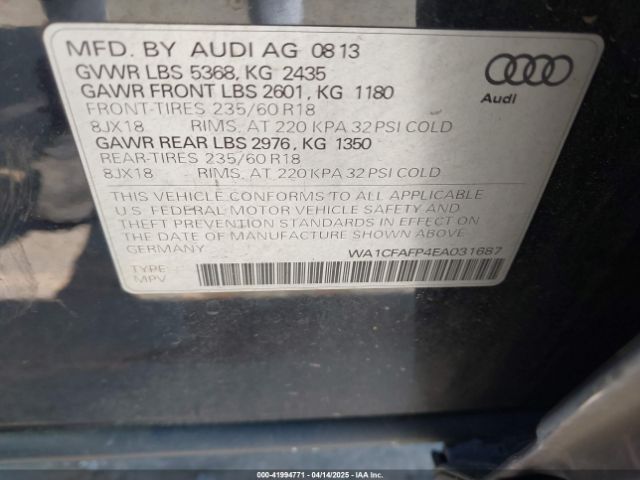 MFD. BY AUDI AG 08 13
GVWR LBS 5368, KG 2435
GAWR FRONT LBS 2601, KG 1180
FRONT-TIRES 235/60 R18
8JX18 RIMS, AT 220 KPA 32 PSI COLD
GAWR REAR LBS 2976, KG 1350
REAR-TIRES 235/60 R18
8JX18 RIMS, AT 220 KPA 32 PSI COLD
Audi
THIS VEHICLE CONFORMS TO ALL APPLICABLE
U.S. FEDERAL MOTOR VEHICLE SAFETY AND
THEFT PREVENTION STANDARDS IN EFFECT
ON DATE OF MANUFACTURE SHOWN ABOVE
GERMANY
WA1CFAFP4EA031687
TYPE:
MPV
000-41994771 - 04/14/2025 - IAAI Corporate